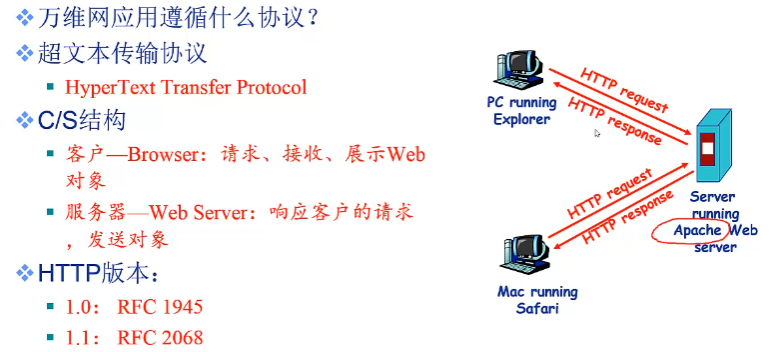 万维网应用遵循什么协议？
超文本传输协议
HyperText Transfer Protocol
C/S结构
客户—Browser：请求、接收、展示Web
对象
服务器—Web Server：响应客户的请求
，发送对象
HTTP版本：
1.0： RFC 1945
1.1： RFC 2068
PC running
Explorer
HTTP request
HTTP response
HTTP request
HTTP response
Server
running
Apache Web
server
Mac running
Safari